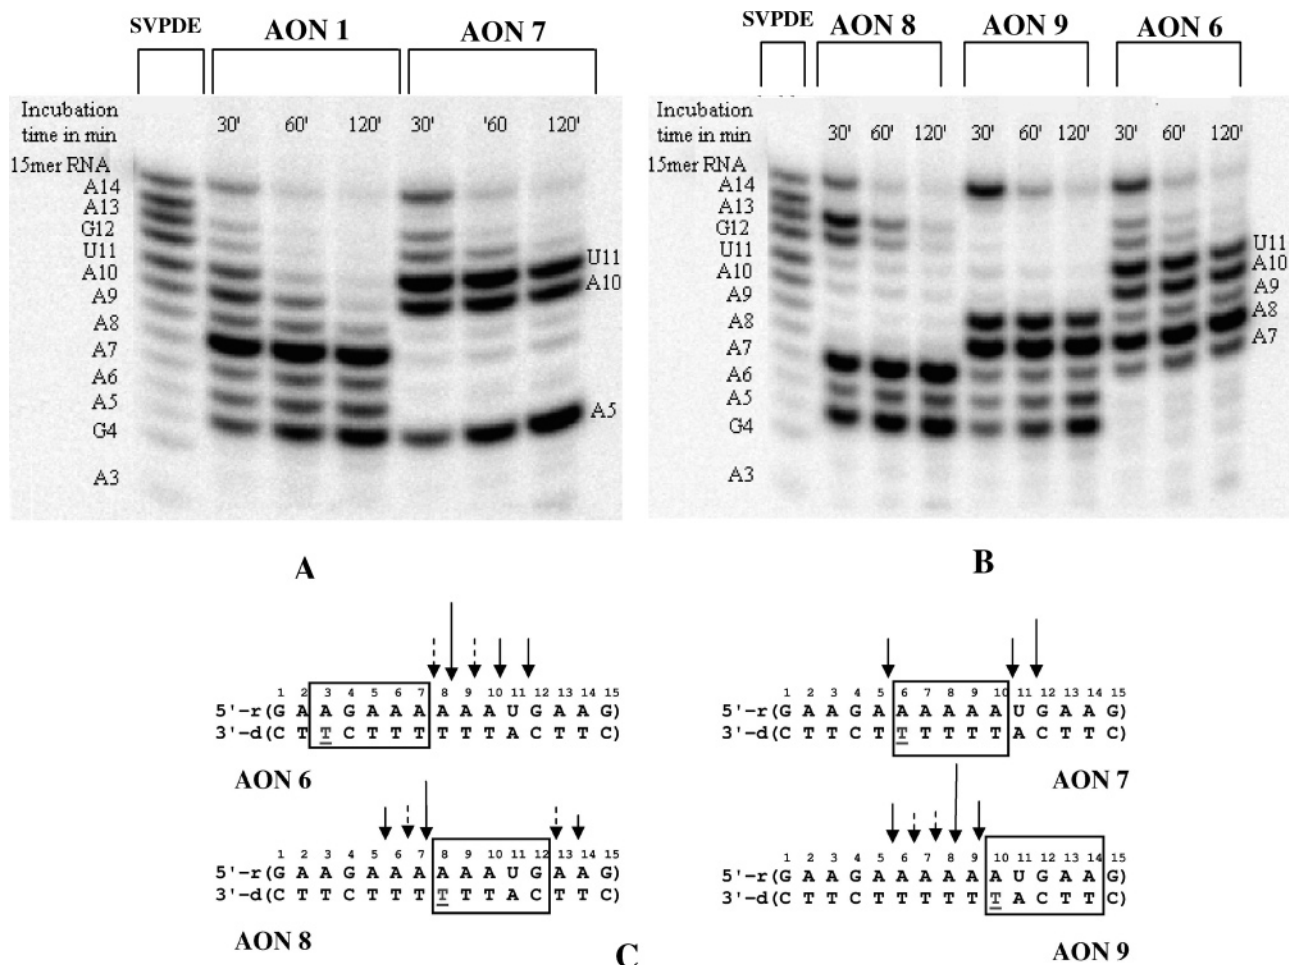 SVPDE AON 1 AON 7
Incubation
time in min 30' 60' 120' 30' '60 120'
15mer RNA
A14
A13
G12
U11
A10
A9
A8
A7
A6
A5
G4
A3
U11
A10
A5
A
SVPDE AON 8 AON 9 AON 6
Incubation
time in min 30' 60' 120' 30' 60' 120' 30' 60' 120'
15mer RNA
A14
A13
G12
U11
A10
A9
A8
A7
A6
A5
G4
A3
U11
A10
A9
A8
A7
B
1 2 3 4 5 6 7 8 9 10 11 12 13 14 15
5'-r(G A A G A A A A A A U G A A G)
3'-d(C T T C T T T T T T A C T T C)
AON 6
1 2 3 4 5 6 7 8 9 10 11 12 13 14 15
5'-r(G A A G A A A A A A U G A A G)
3'-d(C T T C T T T T T T A C T T C)
AON 7
1 2 3 4 5 6 7 8 9 10 11 12 13 14 15
5'-r(G A A G A A A A A A U G A A G)
3'-d(C T T C T T T T T T A C T T C)
AON 8
1 2 3 4 5 6 7 8 9 10 11 12 13 14 15
5'-r(G A A G A A A A A A U G A A G)
3'-d(C T T C T T T T T T A C T T C)
AON 9
C